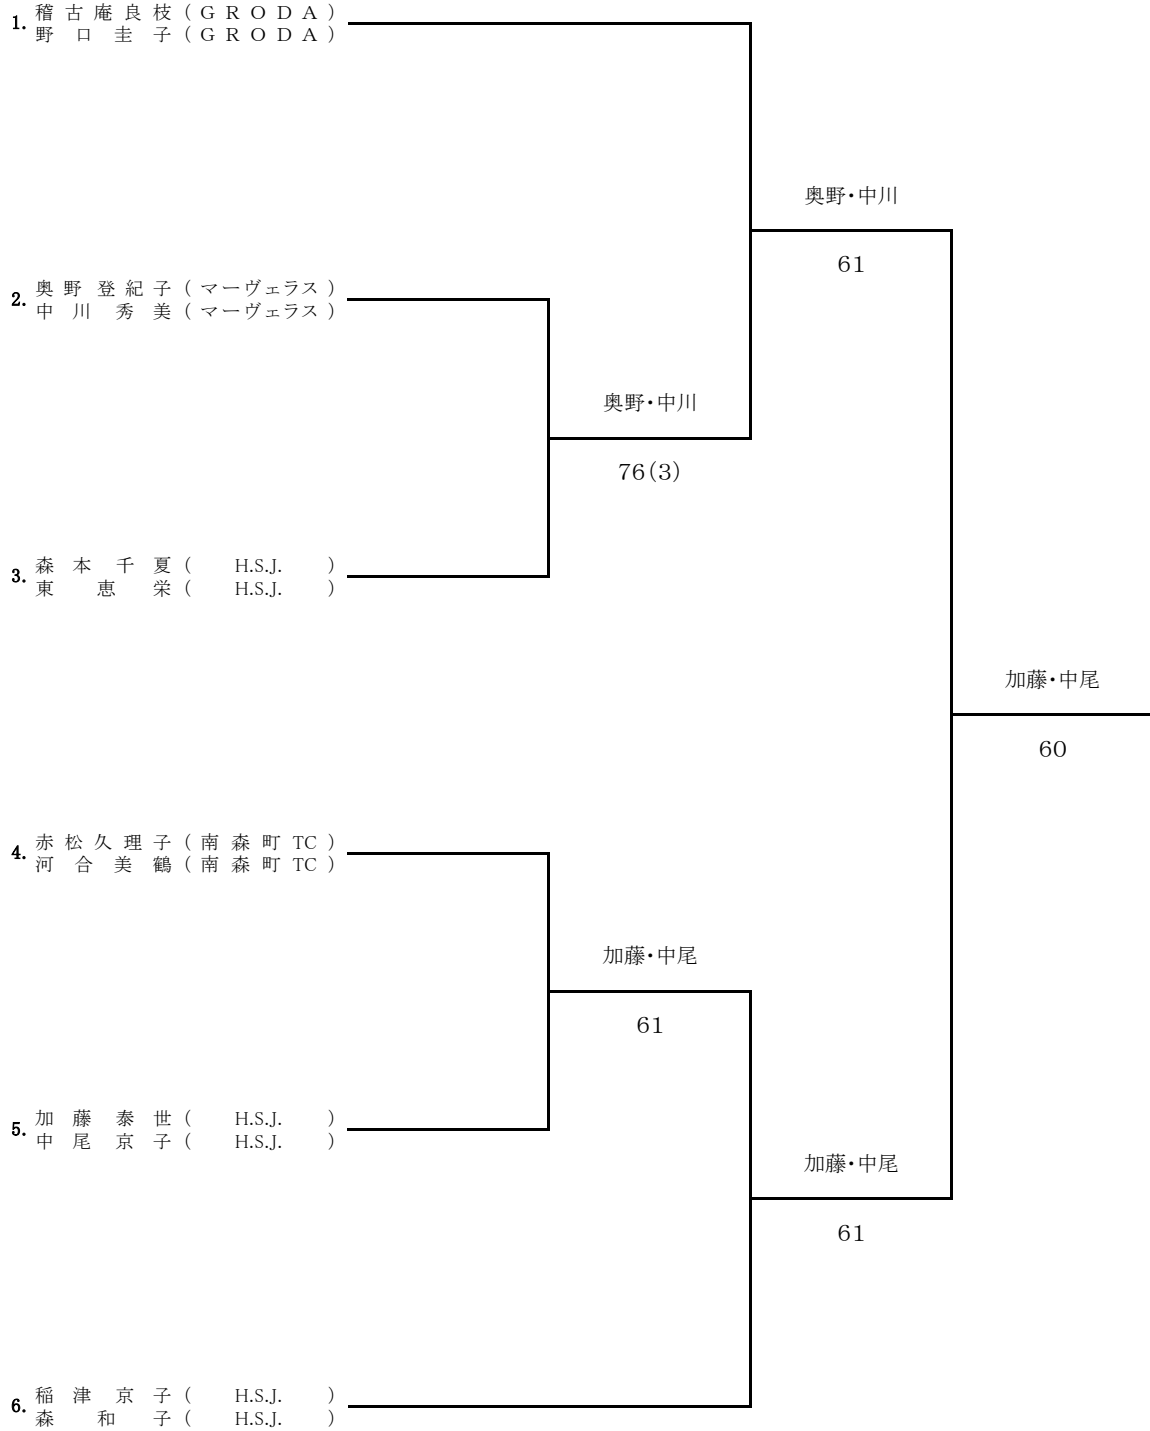 1. 稽古庵良枝 ( GRODA )
野口圭子 ( GRODA )
奥野・中川
61
2. 奥野登紀子 ( マーヴェラス )
中川秀美 ( マーヴェラス )
奥野・中川
76(3)
3. 森本千夏 ( H.S.J. )
東恵栄 ( H.S.J. )
加藤・中尾
60
4. 赤松久理子 ( 南森町TC )
河合美鶴 ( 南森町TC )
加藤・中尾
61
5. 加藤泰世 ( H.S.J. )
中尾京子 ( H.S.J. )
加藤・中尾
61
6. 稲津京子 ( H.S.J. )
森和子 ( H.S.J. )